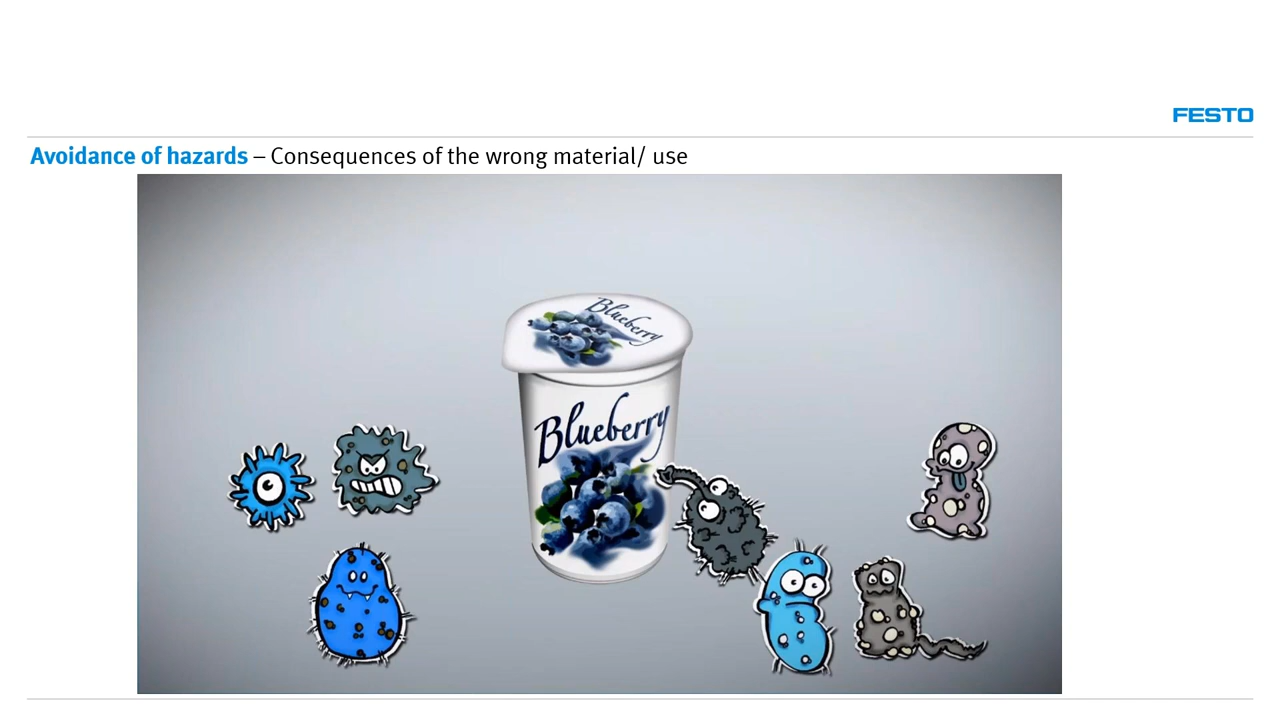 FESTO
Avoidance of hazards – Consequences of the wrong material/ use
Blueberry
Blueberry